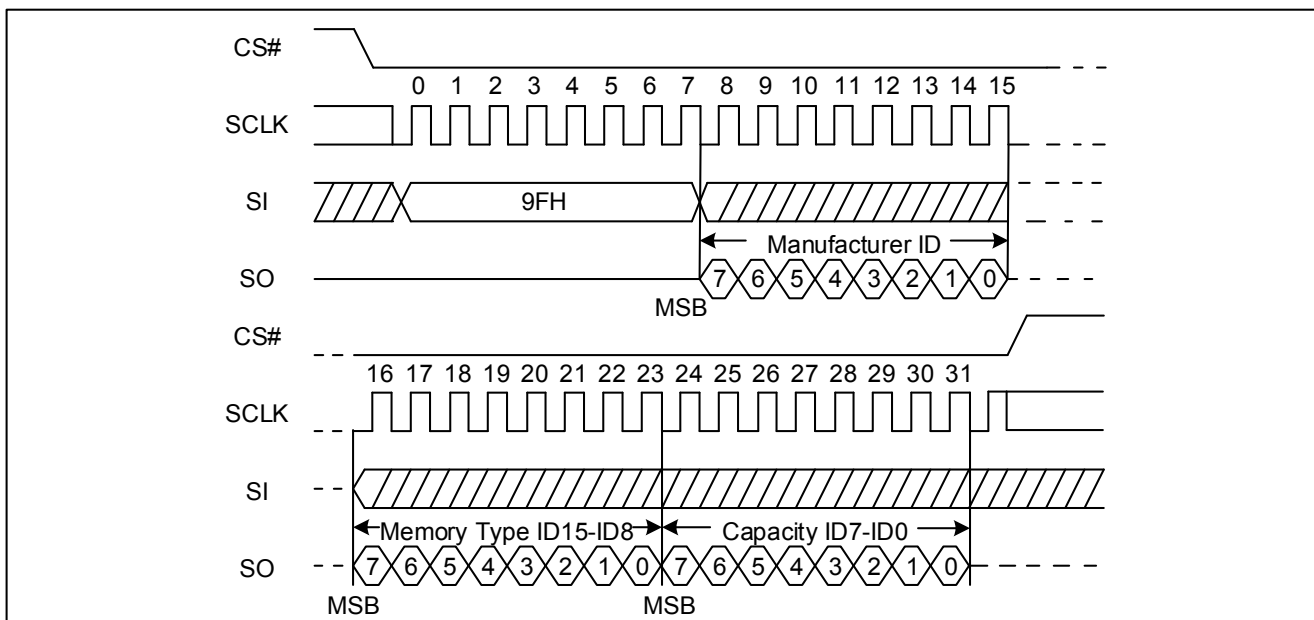 CS#
0 1 2 3 4 5 6 7 8 9 10 11 12 13 14 15
SCLK
SI 9FH
Manufacturer ID
SO 7 6 5 4 3 2 1 0
MSB
CS#
16 17 18 19 20 21 22 23 24 25 26 27 28 29 30 31
SCLK
SI
Memory Type ID15-ID8 Capacity ID7-ID0
SO 7 6 5 4 3 2 1 0 7 6 5 4 3 2 1 0
MSB MSB